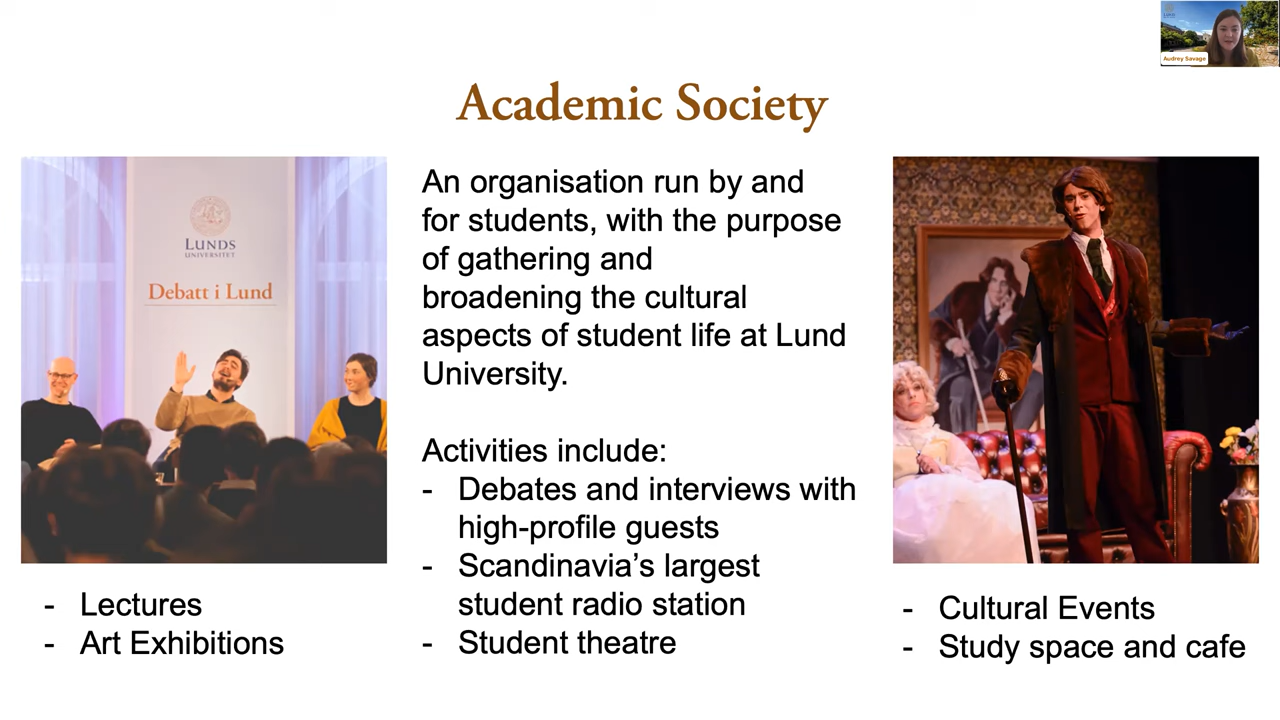 LUND
Audrey Savage
Academic Society
LUNDS
UNIVERSITET
Debatt i Lund
An organisation run by and
for students, with the purpose
of gathering and
broadening the cultural
aspects of student life at Lund
University.
Activities include:
- Debates and interviews with
high-profile guests
- Scandinavia’s largest
student radio station
- Student theatre
- Lectures
- Art Exhibitions
- Cultural Events
- Study space and cafe